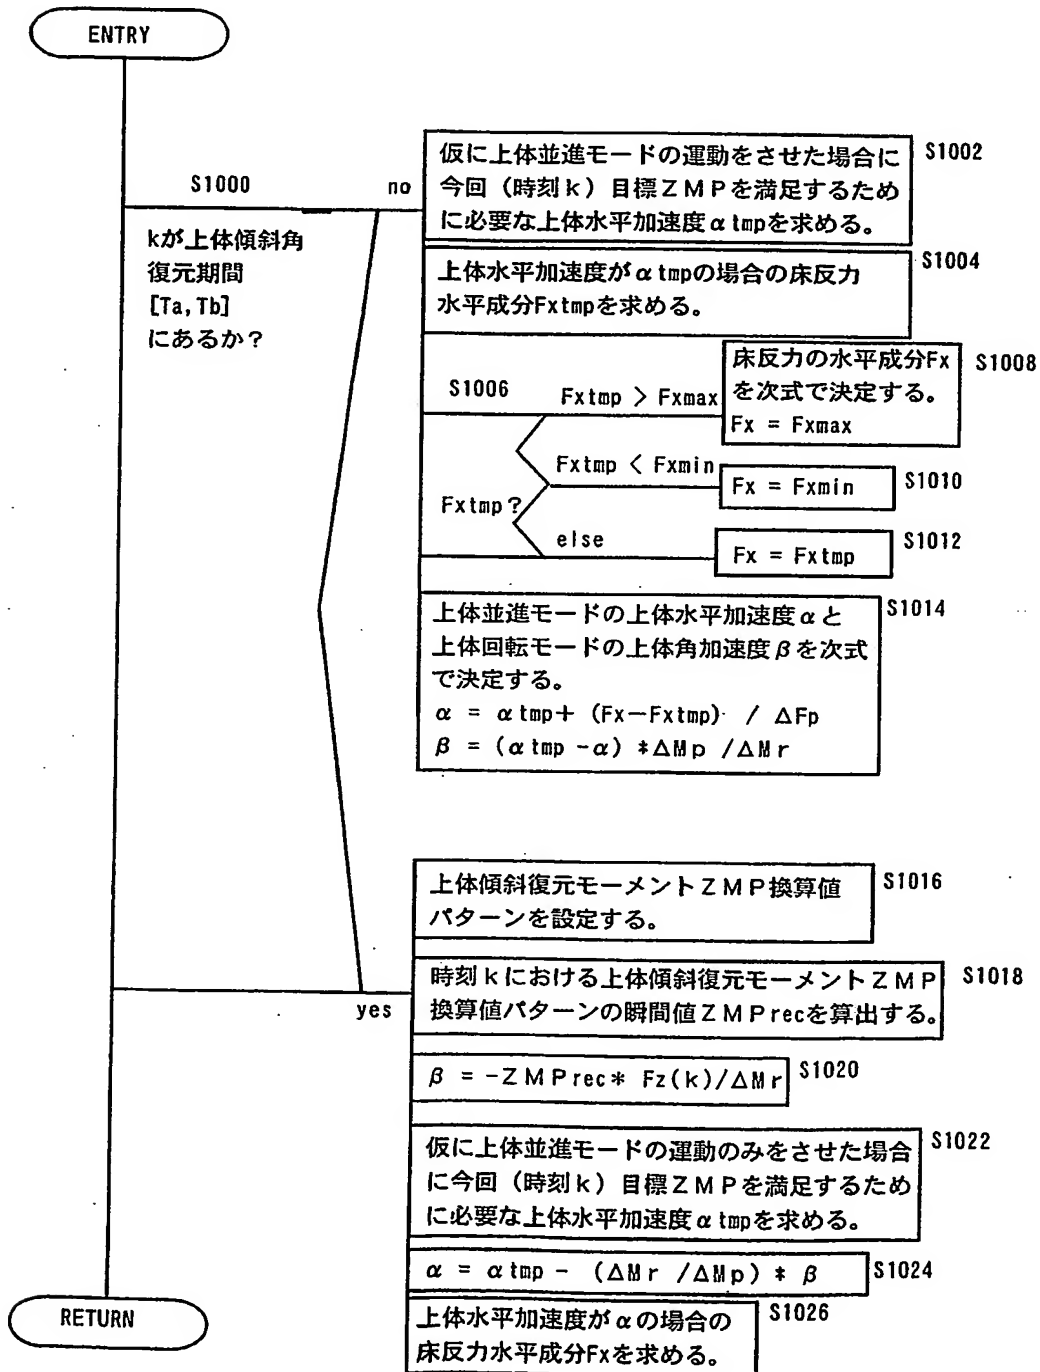 ENTRY
S1000
no
kが上体傾斜角
復元期間
[Ta,Tb]
にあるか？
仮に上体並進モードの運動をさせた場合に
今回（時刻k）目標ZMPを満足するため
に必要な上体水平加速度αtmpを求める。
S1002
上体水平加速度がαtmpの場合の床反力
水平成分Fxtmpを求める。
S1004
S1006
Fxtmp > Fxmax
床反力の水平成分Fx
を次式で決定する。
Fx = Fxmax
S1008
Fxtmp < Fxmin
Fx = Fxmin
S1010
Fxtmp？
else
Fx = Fxtmp
S1012
上体並進モードの上体水平加速度αと
上体回転モードの上体角加速度βを次式
で決定する。
α = αtmp+ (Fx-Fxtmp) / ΔFp
β = (αtmp -α) *ΔMp /ΔMr
S1014
上体傾斜復元モーメントZMP換算値
パターンを設定する。
S1016
yes
時刻kにおける上体傾斜復元モーメントZMP
換算値パターンの瞬間値ZMPrecを算出する。
S1018
β = -ZMPrec* Fz(k)/ΔMr
S1020
仮に上体並進モードの運動のみをさせた場合
に今回（時刻k）目標ZMPを満足するため
に必要な上体水平加速度αtmpを求める。
S1022
α = αtmp - (ΔMr /ΔMp) * β
S1024
上体水平加速度がαの場合の
床反力水平成分Fxを求める。
S1026
RETURN